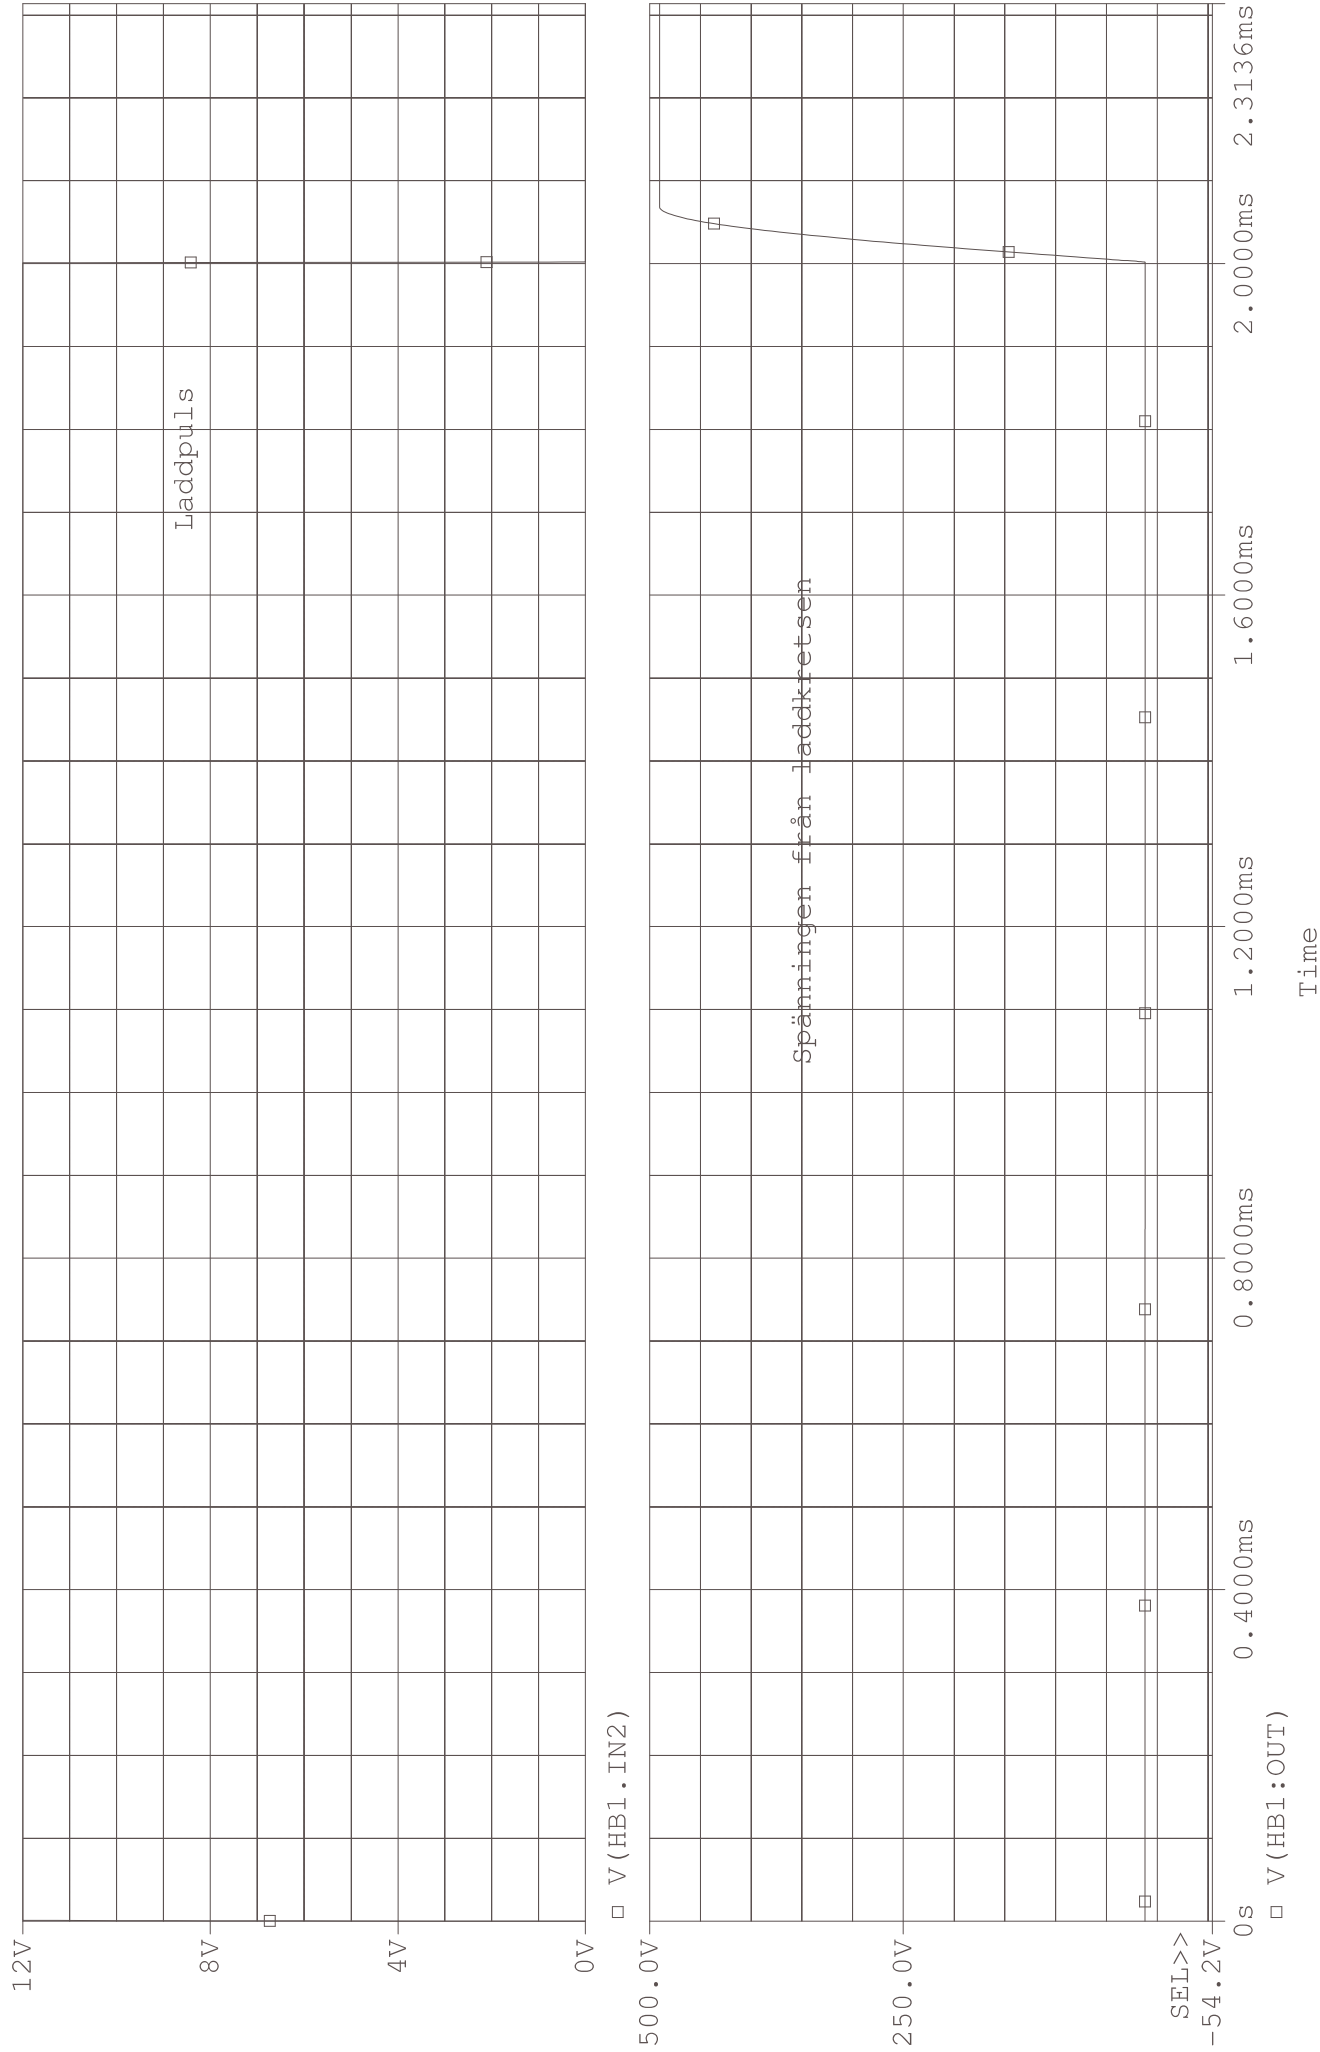 12V
8V
4V
0V
Laddpuls
□ V(HB1.IN2)
500.0V
250.0V
SEL>>
-54.2V
Spänningen från laddkretsen
0s
0.4000ms
0.8000ms
1.2000ms
1.6000ms
2.0000ms
2.3136ms
□ V(HB1:OUT)
Time